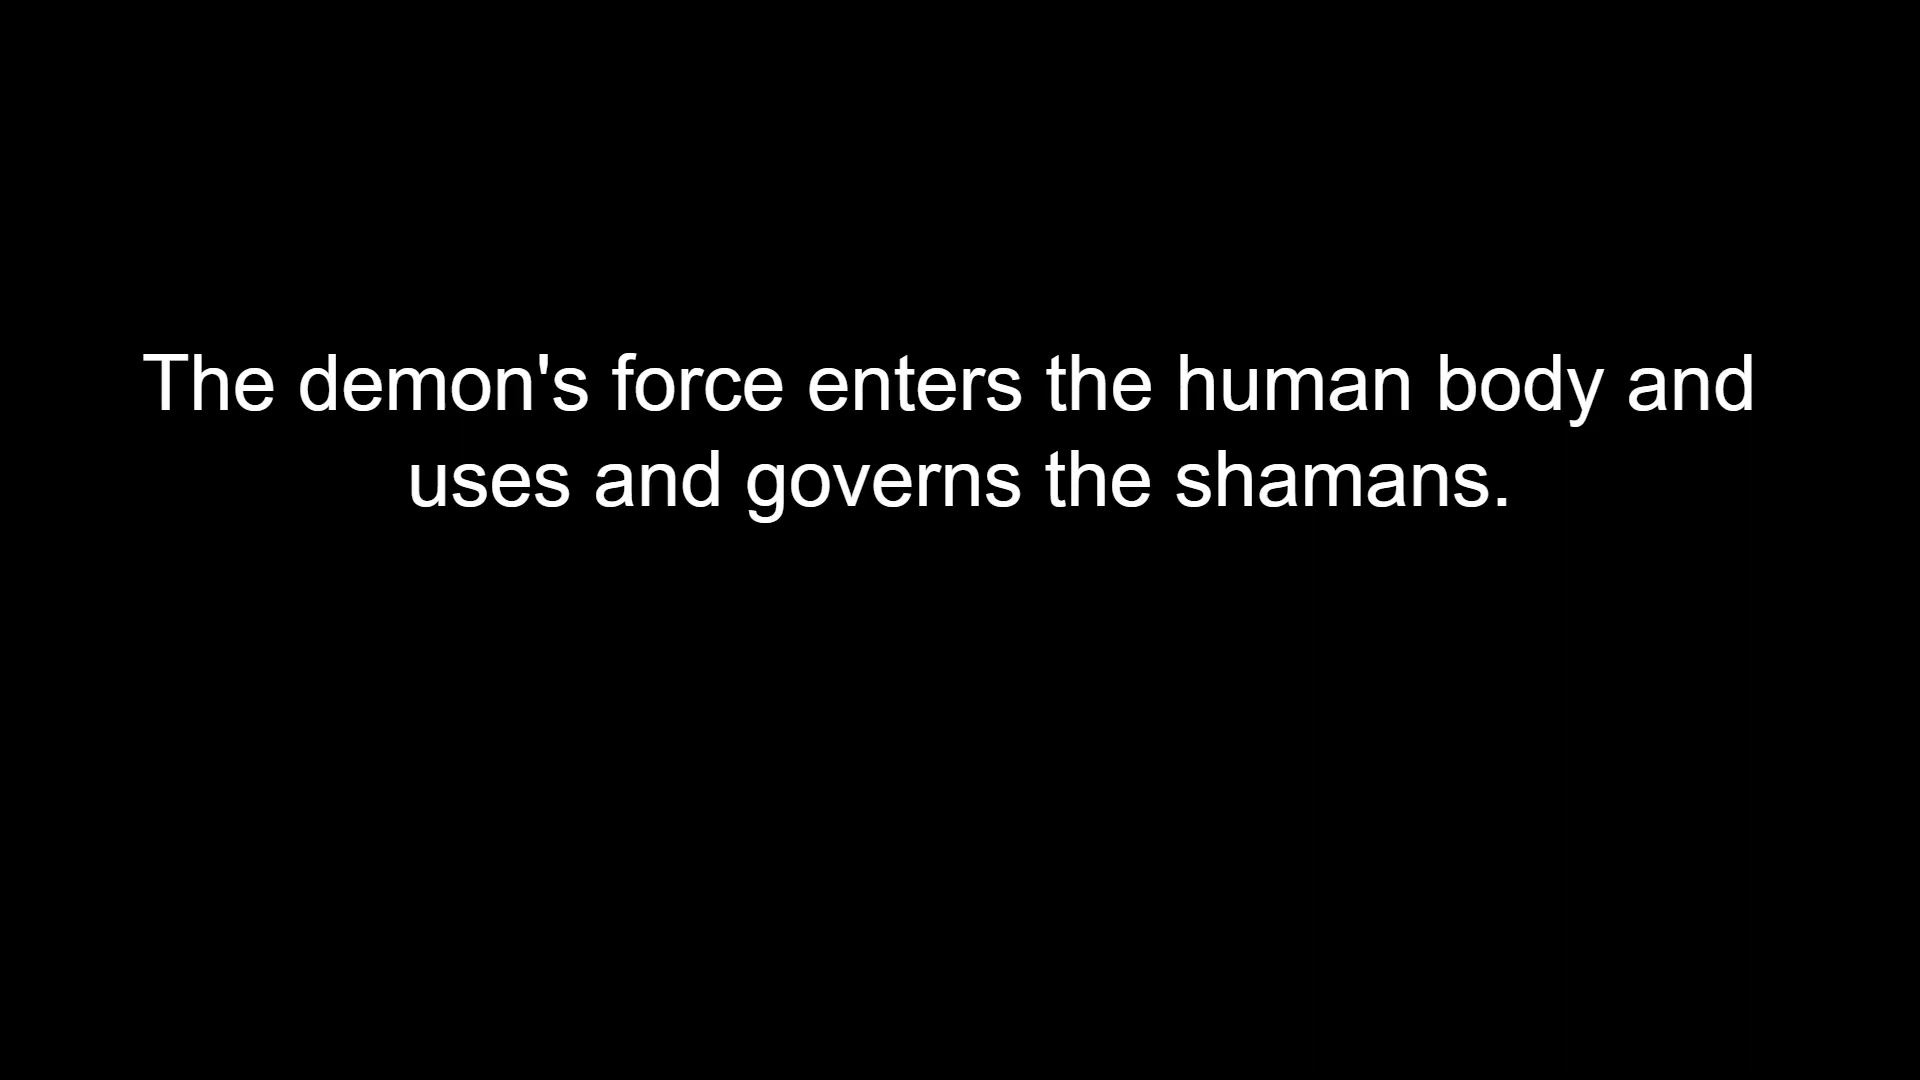 The demon's force enters the human body and
uses and governs the shamans.